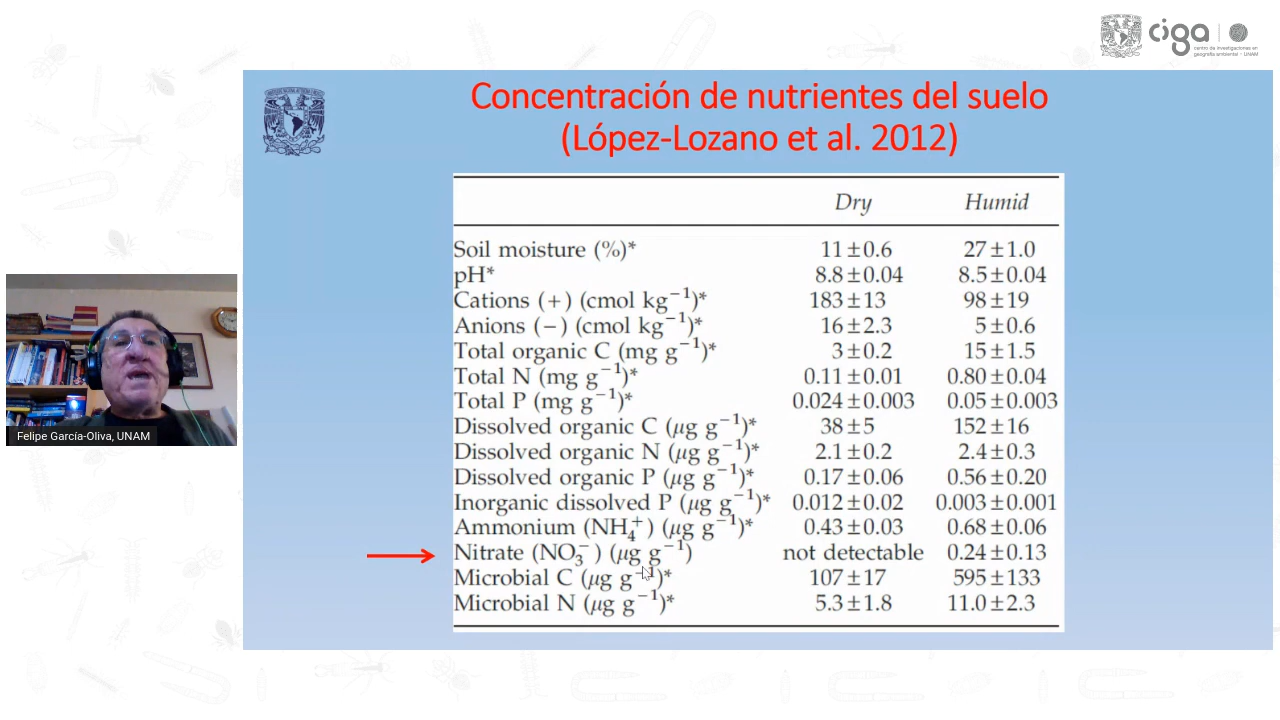 ciga
centro de investigaciones en
geografía ambiental - UNAM
Concentración de nutrientes del suelo
(López-Lozano et al. 2012)
Dry Humid
Soil moisture (%)* 11±0.6 27±1.0
pH* 8.8±0.04 8.5±0.04
Cations (+) (cmol kg⁻¹)* 183±13 98±19
Anions (−) (cmol kg⁻¹)* 16±2.3 5±0.6
Total organic C (mg g⁻¹)* 3±0.2 15±1.5
Total N (mg g⁻¹)* 0.11±0.01 0.80±0.04
Total P (mg g⁻¹)* 0.024±0.003 0.05±0.003
Dissolved organic C (μg g⁻¹)* 38±5 152±16
Dissolved organic N (μg g⁻¹)* 2.1±0.2 2.4±0.3
Dissolved organic P (μg g⁻¹)* 0.17±0.06 0.56±0.20
Inorganic dissolved P (μg g⁻¹)* 0.012±0.02 0.003±0.001
Ammonium (NH₄⁺) (μg g⁻¹)* 0.43±0.03 0.68±0.06
Nitrate (NO₃⁻) (μg g⁻¹) not detectable 0.24±0.13
Microbial C (μg g⁻¹)* 107±17 595±133
Microbial N (μg g⁻¹)* 5.3±1.8 11.0±2.3
Felipe García-Oliva, UNAM